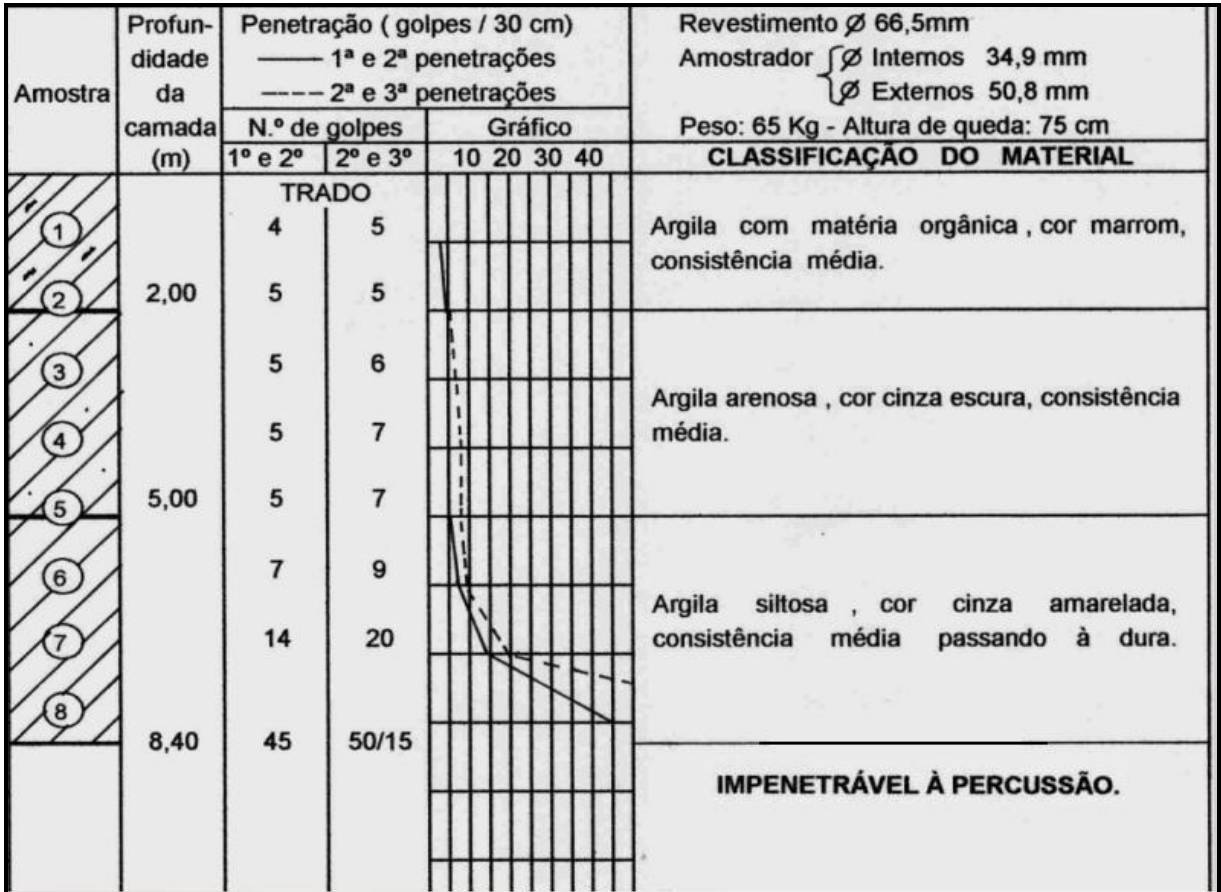 Amostra
Profun-
didade
da
camada
(m)
Penetração ( golpes / 30 cm)
1ª e 2ª penetrações
2ª e 3ª penetrações
N.º de golpes
Gráfico
1º e 2º
2º e 3º
10 20 30 40
Revestimento Ø 66,5mm
Amostrador
Ø Internos 34,9 mm
Ø Externos 50,8 mm
Peso: 65 Kg - Altura de queda: 75 cm
CLASSIFICAÇÃO DO MATERIAL
TRADO
1
4 5
Argila com matéria orgânica , cor marrom,
consistência média.
2
2,00 5 5
3
5 6
Argila arenosa , cor cinza escura, consistência
média.
4
5 7
5
5,00 5 7
6
7 9
Argila siltosa , cor cinza amarelada,
consistência média passando à dura.
7
14 20
8
8,40 45 50/15
IMPENETRÁVEL À PERCUSSÃO.